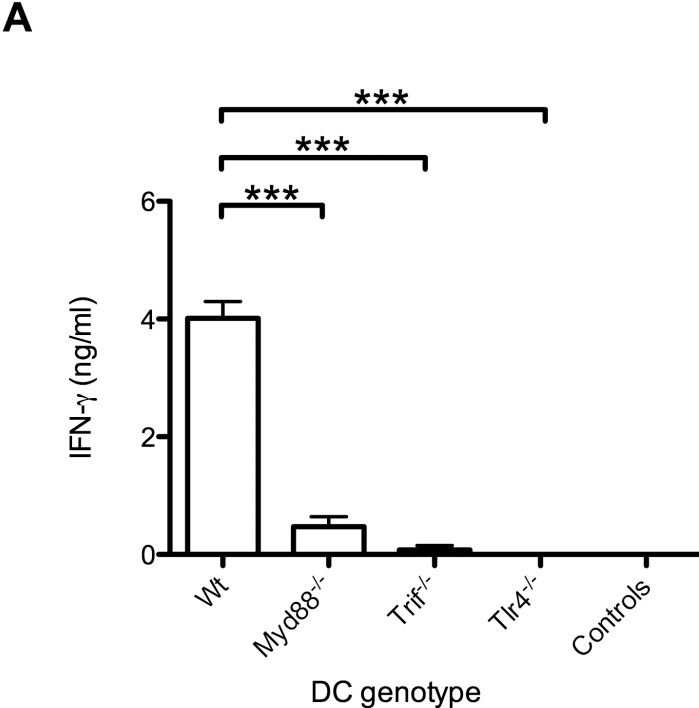 A
***
***
***
6
4
2
0
IFN-γ (ng/ml)
Wt
Myd88-/-
Trif-/-
Tlr4-/-
Controls
DC genotype